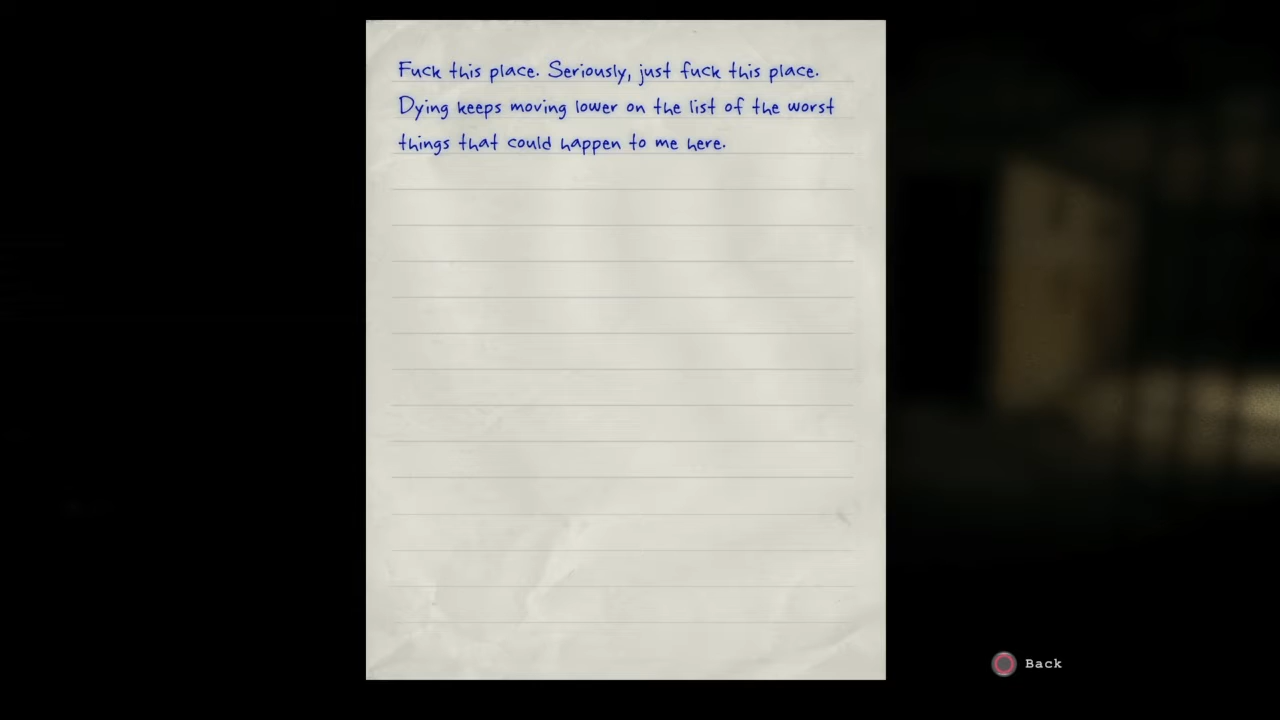 Fuck this place. Seriously, just fuck this place.
Dying keeps moving lower on the list of the worst
things that could happen to me here.
Back